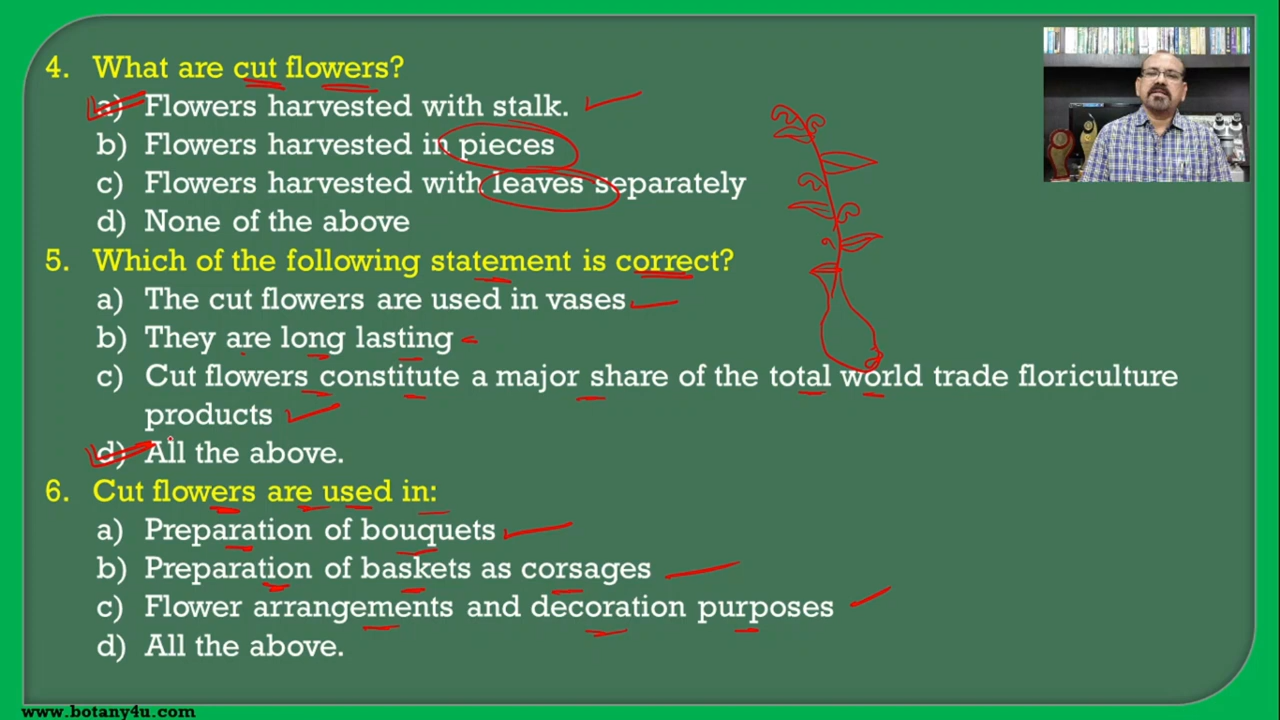 4. What are cut flowers?
a) Flowers harvested with stalk.
b) Flowers harvested in pieces
c) Flowers harvested with leaves separately
d) None of the above
5. Which of the following statement is correct?
a) The cut flowers are used in vases
b) They are long lasting
c) Cut flowers constitute a major share of the total world trade floriculture
products
d) All the above.
6. Cut flowers are used in:
a) Preparation of bouquets
b) Preparation of baskets as corsages
c) Flower arrangements and decoration purposes
d) All the above.
www.botany4u.com